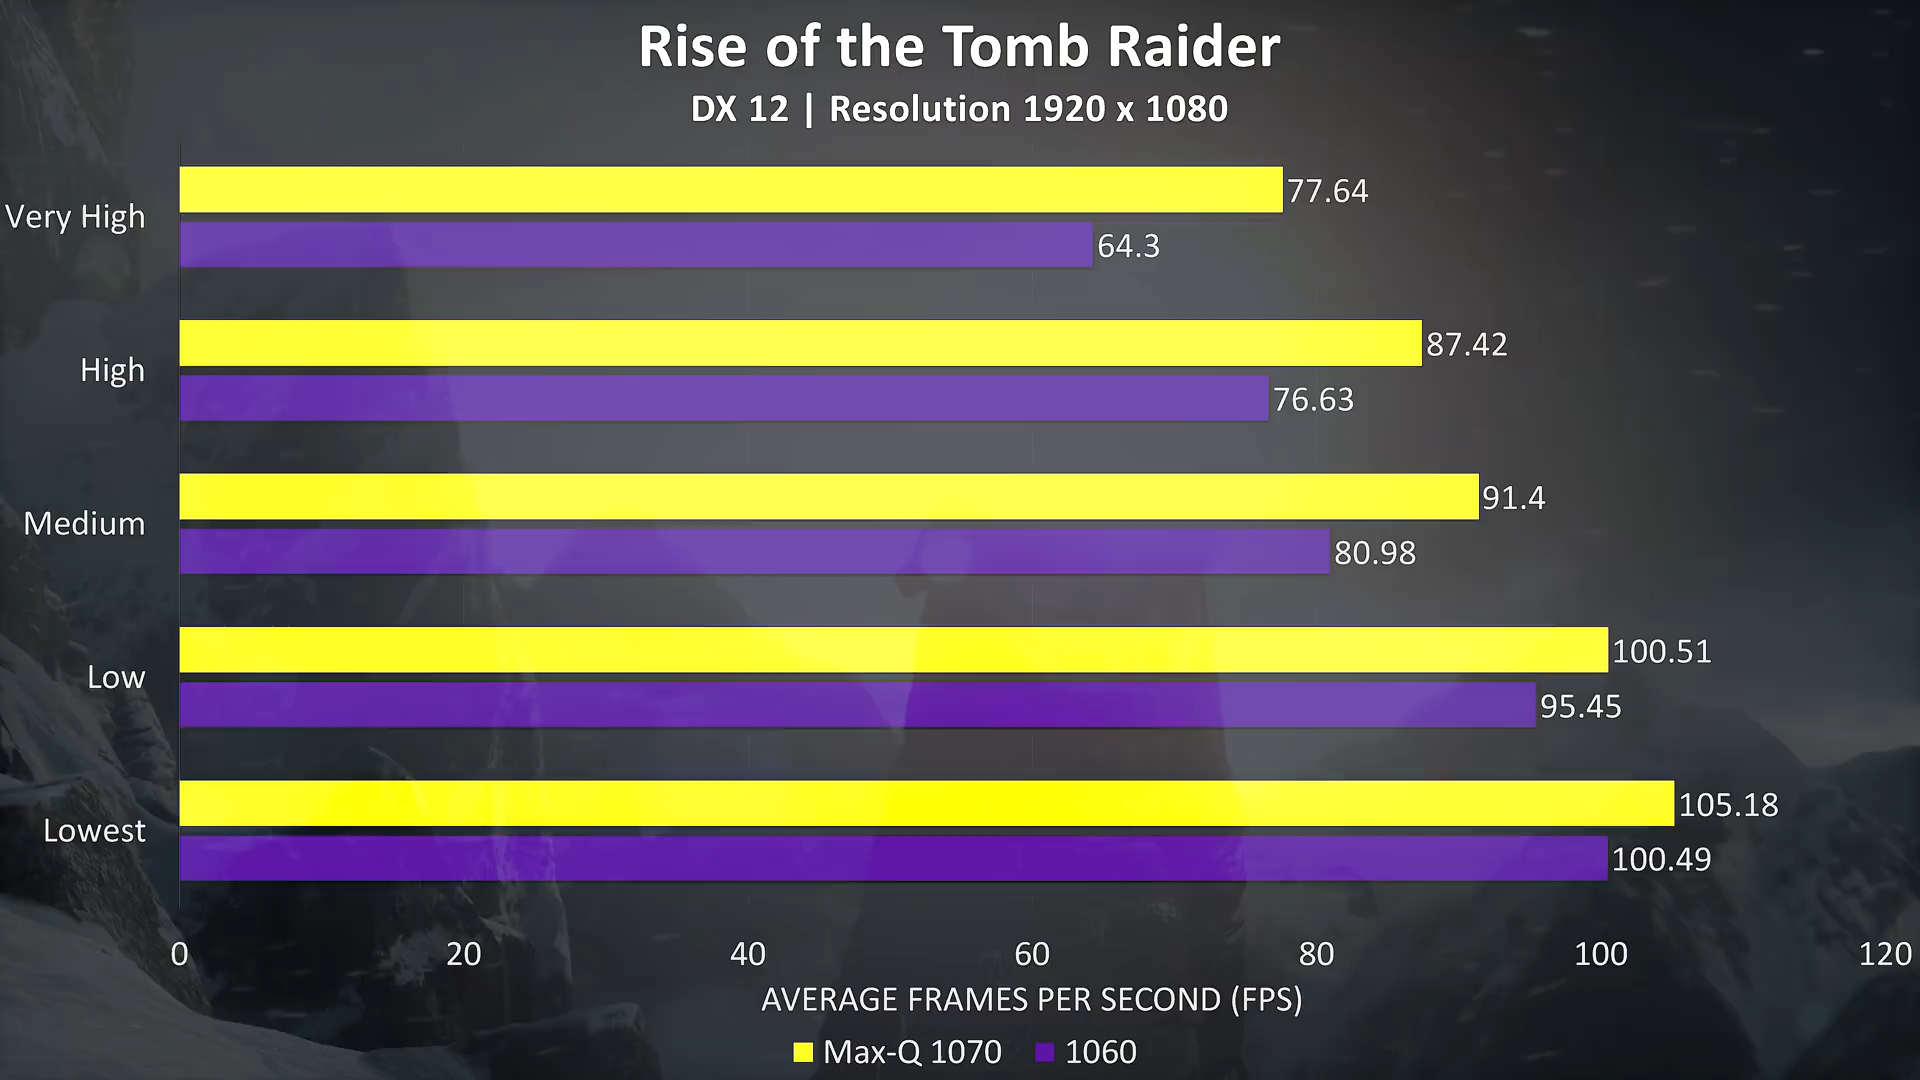 Rise of the Tomb Raider
DX 12 | Resolution 1920 x 1080
Very High
77.64
64.3
High
87.42
76.63
Medium
91.4
80.98
Low
100.51
95.45
Lowest
105.18
100.49
0 20 40 60 80 100 120
AVERAGE FRAMES PER SECOND (FPS)
Max-Q 1070 1060